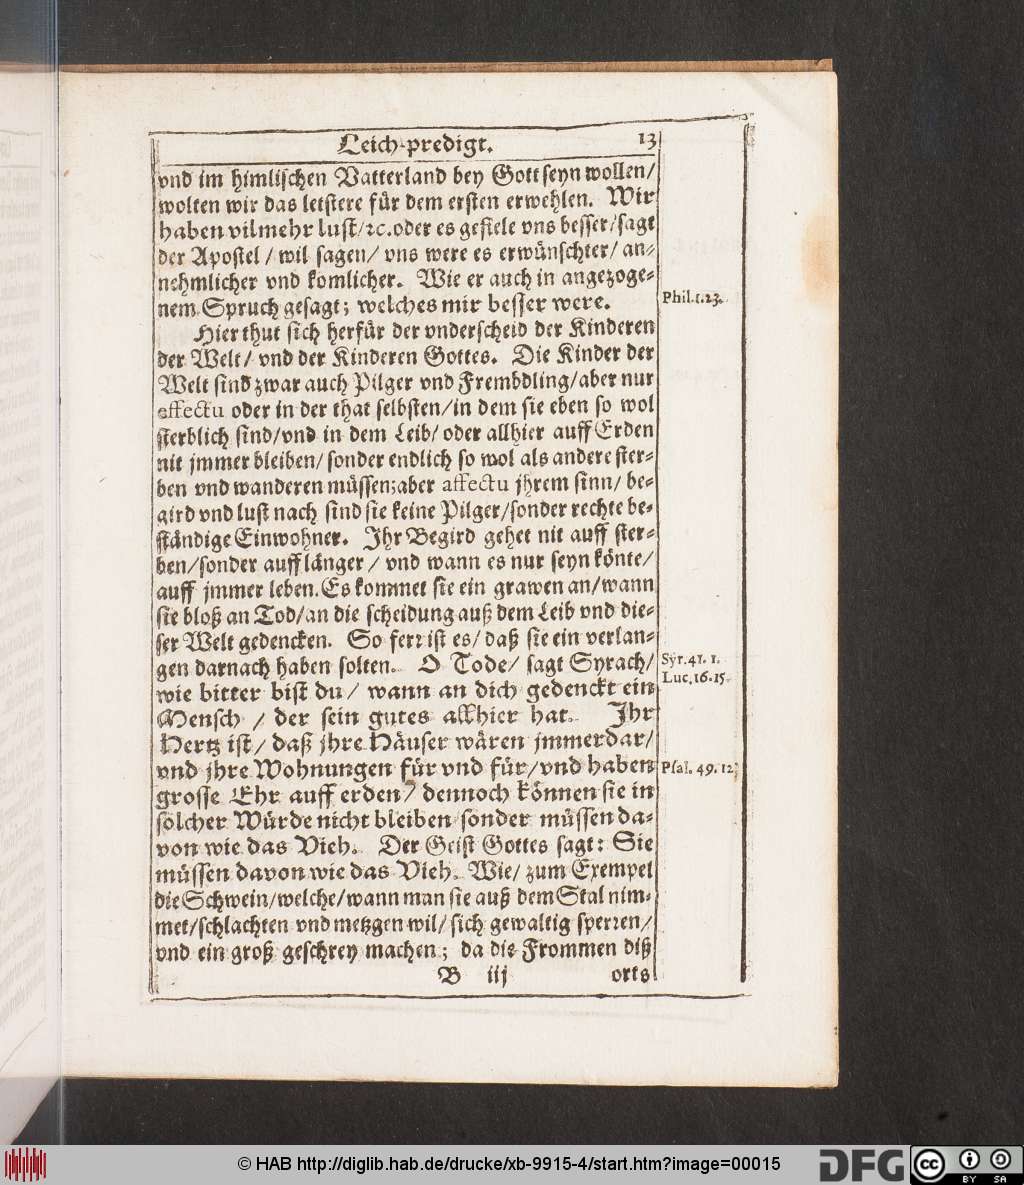 Leich-predigt. 13
vnd im himlischen Vatterland bey Gott seyn wollen/
wolten wir das letstere für dem ersten erwehlen. Wir
haben vilmehr lust/ꝛc. oder es gefiele vns besser/sagt
der Apostel / wil sagen/ vns were es erwünschter/ an-
nehmlicher vnd komlicher. Wie er auch in angezoge-
nem Spruch gesagt; welches mir besser were.
Phil.1.23.
Hier thut sich herfür der vnderscheid der Kinderen
der Welt/ vnd der Kinderen Gottes. Die Kinder der
Welt sind zwar auch Pilger vnd Frembdling/aber nur
effectu oder in der that selbsten/in dem sie eben so wol
sterblich sind/vnd in dem Leib/ oder allhier auff Erden
nit jmmer bleiben/ sonder endlich so wol als andere ster-
ben vnd wanderen müssen;aber affectu jhrem sinn/ be-
gird vnd lust nach sind sie keine Pilger/sonder rechte be-
ständige Einwohner. Ihr Begird gehet nit auff ster-
ben/sonder auff länger / vnd wann es nur seyn könte/
auff jmmer leben. Es kommet sie ein grawen an/wann
sie bloß an Tod/an die scheidung auß dem Leib vnd die-
ser Welt gedencken. So ferꝛ ist es/ daß sie ein verlan-
gen darnach haben solten. O Tode/ sagt Syrach/
Syr.41.1.
Luc.16.15.
wie bitter bist du / wann an dich gedenckt ein
Mensch / der sein gutes allhier hat. Ihr
Hertz ist/ daß jhre Häuser wären jmmerdar/
vnd jhre Wohnungen für vnd für/vnd haben
Psal. 49.12
grosse Ehr auff erden/ dennoch können sie in
solcher Würde nicht bleiben sonder müssen da-
von wie das Vieh. Der Geist Gottes sagt: Sie
müssen davon wie das Vieh. Wie/ zum Exempel
die Schwein/welche/wann man sie auß dem Stal nim-
met/schlachten vnd metzgen wil/ sich gewaltig sperꝛen/
vnd ein groß geschrey machen; da die Frommen diß
B iij orts
© HAB http://diglib.hab.de/drucke/xb-9915-4/start.htm?image=00015
DFG
cc
BY SA